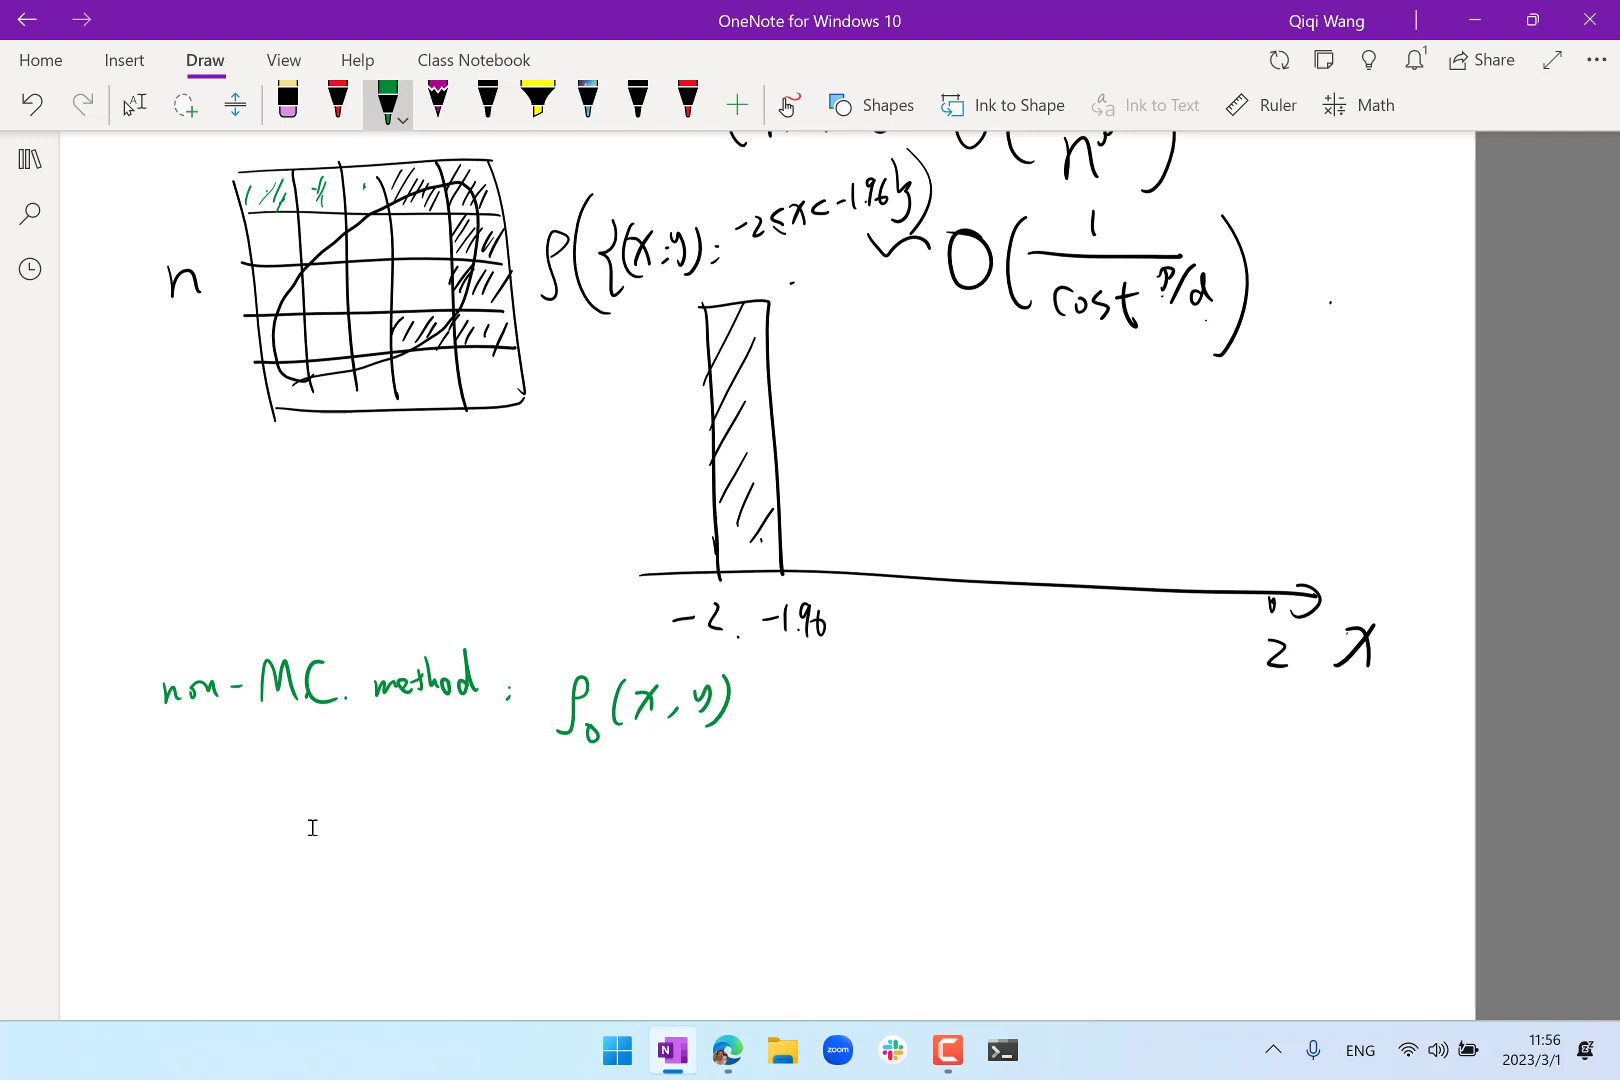 OneNote for Windows 10
Qiqi Wang
Home Insert Draw View Help Class Notebook
1
Share
Shapes
Ink to Shape
Ink to Text
Ruler
Math
n
ρ({(x,y): -2≤x<-1.96})
O(1/cost^{p/d})
-2 -1.96
2 x
non-MC. method: ρ₀(x,y)
zoom
ENG
11:56
2023/3/1